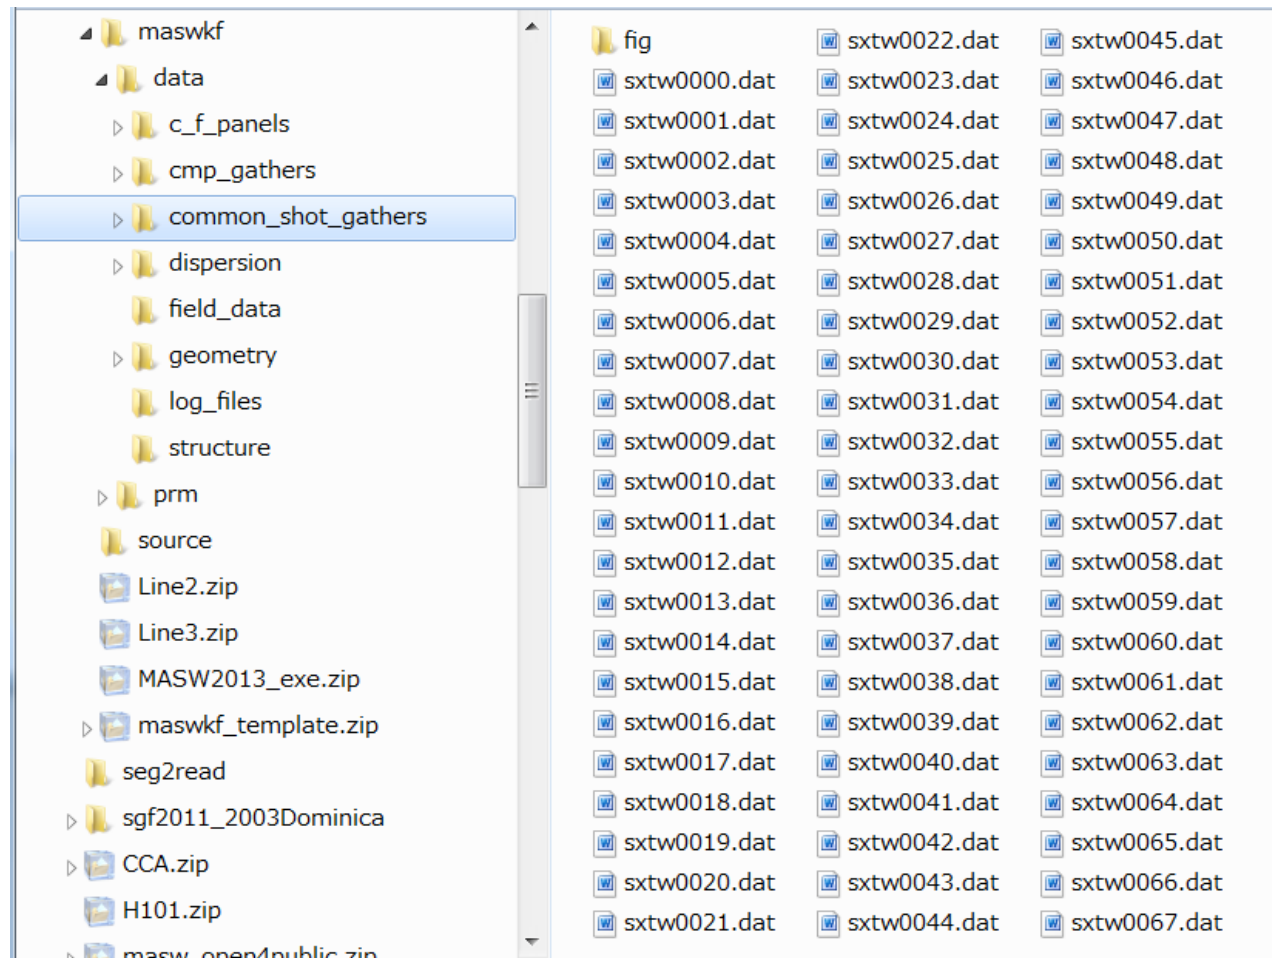 maswkf
data
c_f_panels
cmp_gathers
common_shot_gathers
dispersion
field_data
geometry
log_files
structure
prm
source
Line2.zip
Line3.zip
MASW2013_exe.zip
maswkf_template.zip
seg2read
sgf2011_2003Dominica
CCA.zip
H101.zip
masw_open4public.zip
fig
sxtw0000.dat
sxtw0001.dat
sxtw0002.dat
sxtw0003.dat
sxtw0004.dat
sxtw0005.dat
sxtw0006.dat
sxtw0007.dat
sxtw0008.dat
sxtw0009.dat
sxtw0010.dat
sxtw0011.dat
sxtw0012.dat
sxtw0013.dat
sxtw0014.dat
sxtw0015.dat
sxtw0016.dat
sxtw0017.dat
sxtw0018.dat
sxtw0019.dat
sxtw0020.dat
sxtw0021.dat
sxtw0022.dat
sxtw0023.dat
sxtw0024.dat
sxtw0025.dat
sxtw0026.dat
sxtw0027.dat
sxtw0028.dat
sxtw0029.dat
sxtw0030.dat
sxtw0031.dat
sxtw0032.dat
sxtw0033.dat
sxtw0034.dat
sxtw0035.dat
sxtw0036.dat
sxtw0037.dat
sxtw0038.dat
sxtw0039.dat
sxtw0040.dat
sxtw0041.dat
sxtw0042.dat
sxtw0043.dat
sxtw0044.dat
sxtw0045.dat
sxtw0046.dat
sxtw0047.dat
sxtw0048.dat
sxtw0049.dat
sxtw0050.dat
sxtw0051.dat
sxtw0052.dat
sxtw0053.dat
sxtw0054.dat
sxtw0055.dat
sxtw0056.dat
sxtw0057.dat
sxtw0058.dat
sxtw0059.dat
sxtw0060.dat
sxtw0061.dat
sxtw0062.dat
sxtw0063.dat
sxtw0064.dat
sxtw0065.dat
sxtw0066.dat
sxtw0067.dat